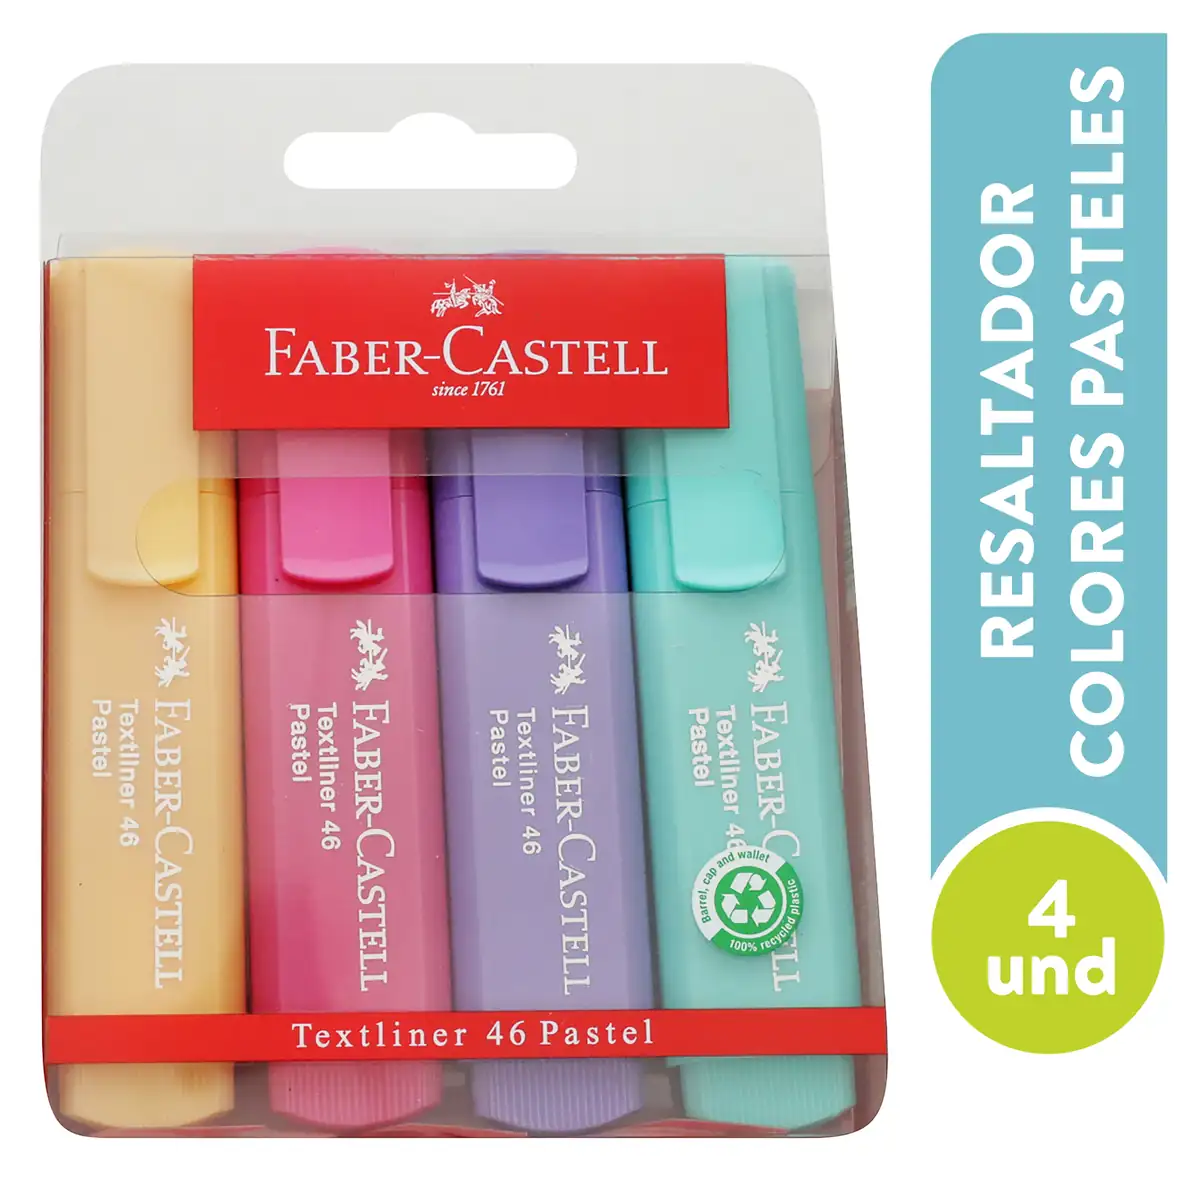 FABER-CASTELL
since 1761
FABER-CASTELL
Textliner 46
Pastel
FABER-CASTELL
Textliner 46
Pastel
FABER-CASTELL
Textliner 46
Pastel
FABER-C
TELL
Textliner 46
Pastel
Barrel, cap and wallet
100% recycled plastic
Textliner 46 Pastel
RESALTADOR
COLORES PASTELES
4
und